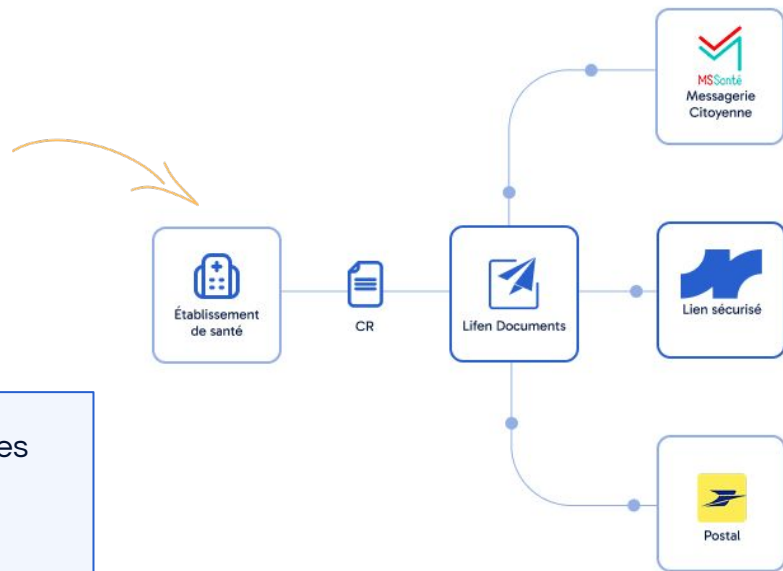 MSSanté
Messagerie
Citoyenne
Établissement
de santé
CR
Lifen Documents
Lien sécurisé
es
Postal